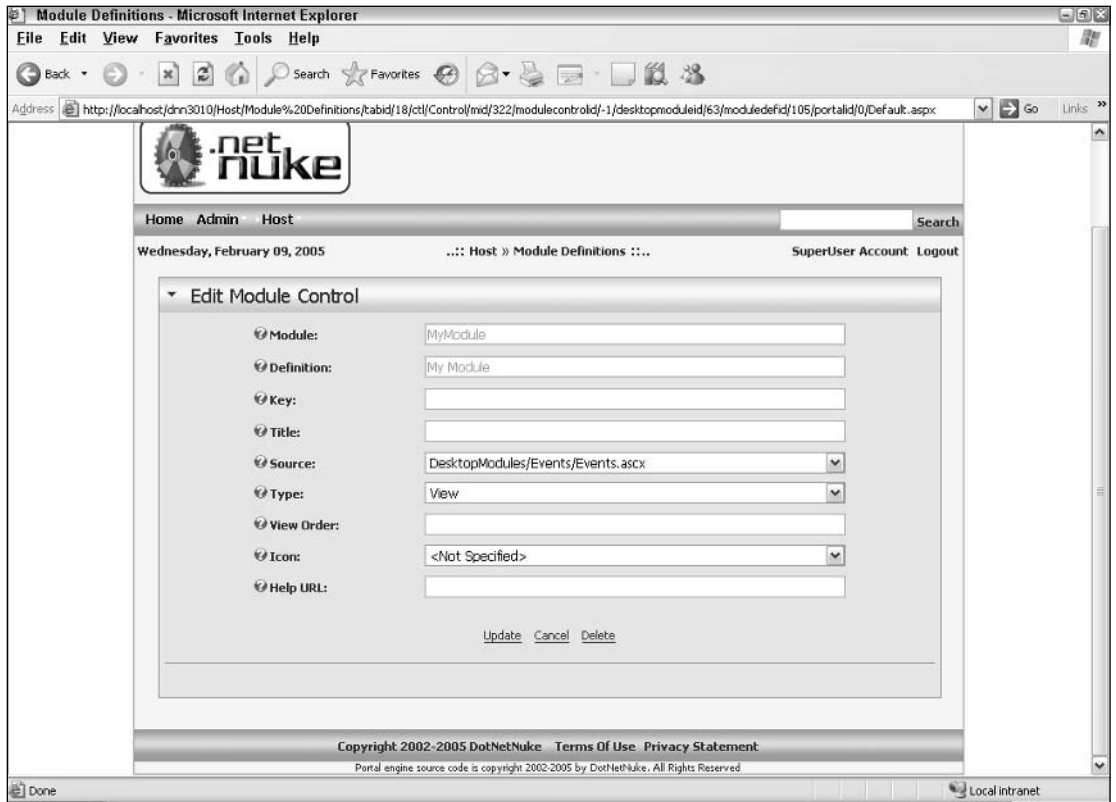 Module Definitions - Microsoft Internet Explorer
File Edit View Favorites Tools Help
Back Search Favorites
Address http://localhost/dnn3010/Host/Module%20Definitions/tabid/18/ctl/Control/mid/322/modulecontrolid/-1/desktopmoduleid/63/moduledefid/105/portalid/0/Default.aspx Go Links »
.net
nuke
Home Admin Host Search
Wednesday, February 09, 2005 ..:: Host » Module Definitions ::.. SuperUser Account Logout
Edit Module Control
Module: MyModule
Definition: My Module
Key:
Title:
Source: DesktopModules/Events/Events.ascx
Type: View
View Order:
Icon: <Not Specified>
Help URL:
Update Cancel Delete
Copyright 2002-2005 DotNetNuke Terms Of Use Privacy Statement
Portal engine source code is copyright 2002-2005 by DotNetNuke. All Rights Reserved
Done Local intranet